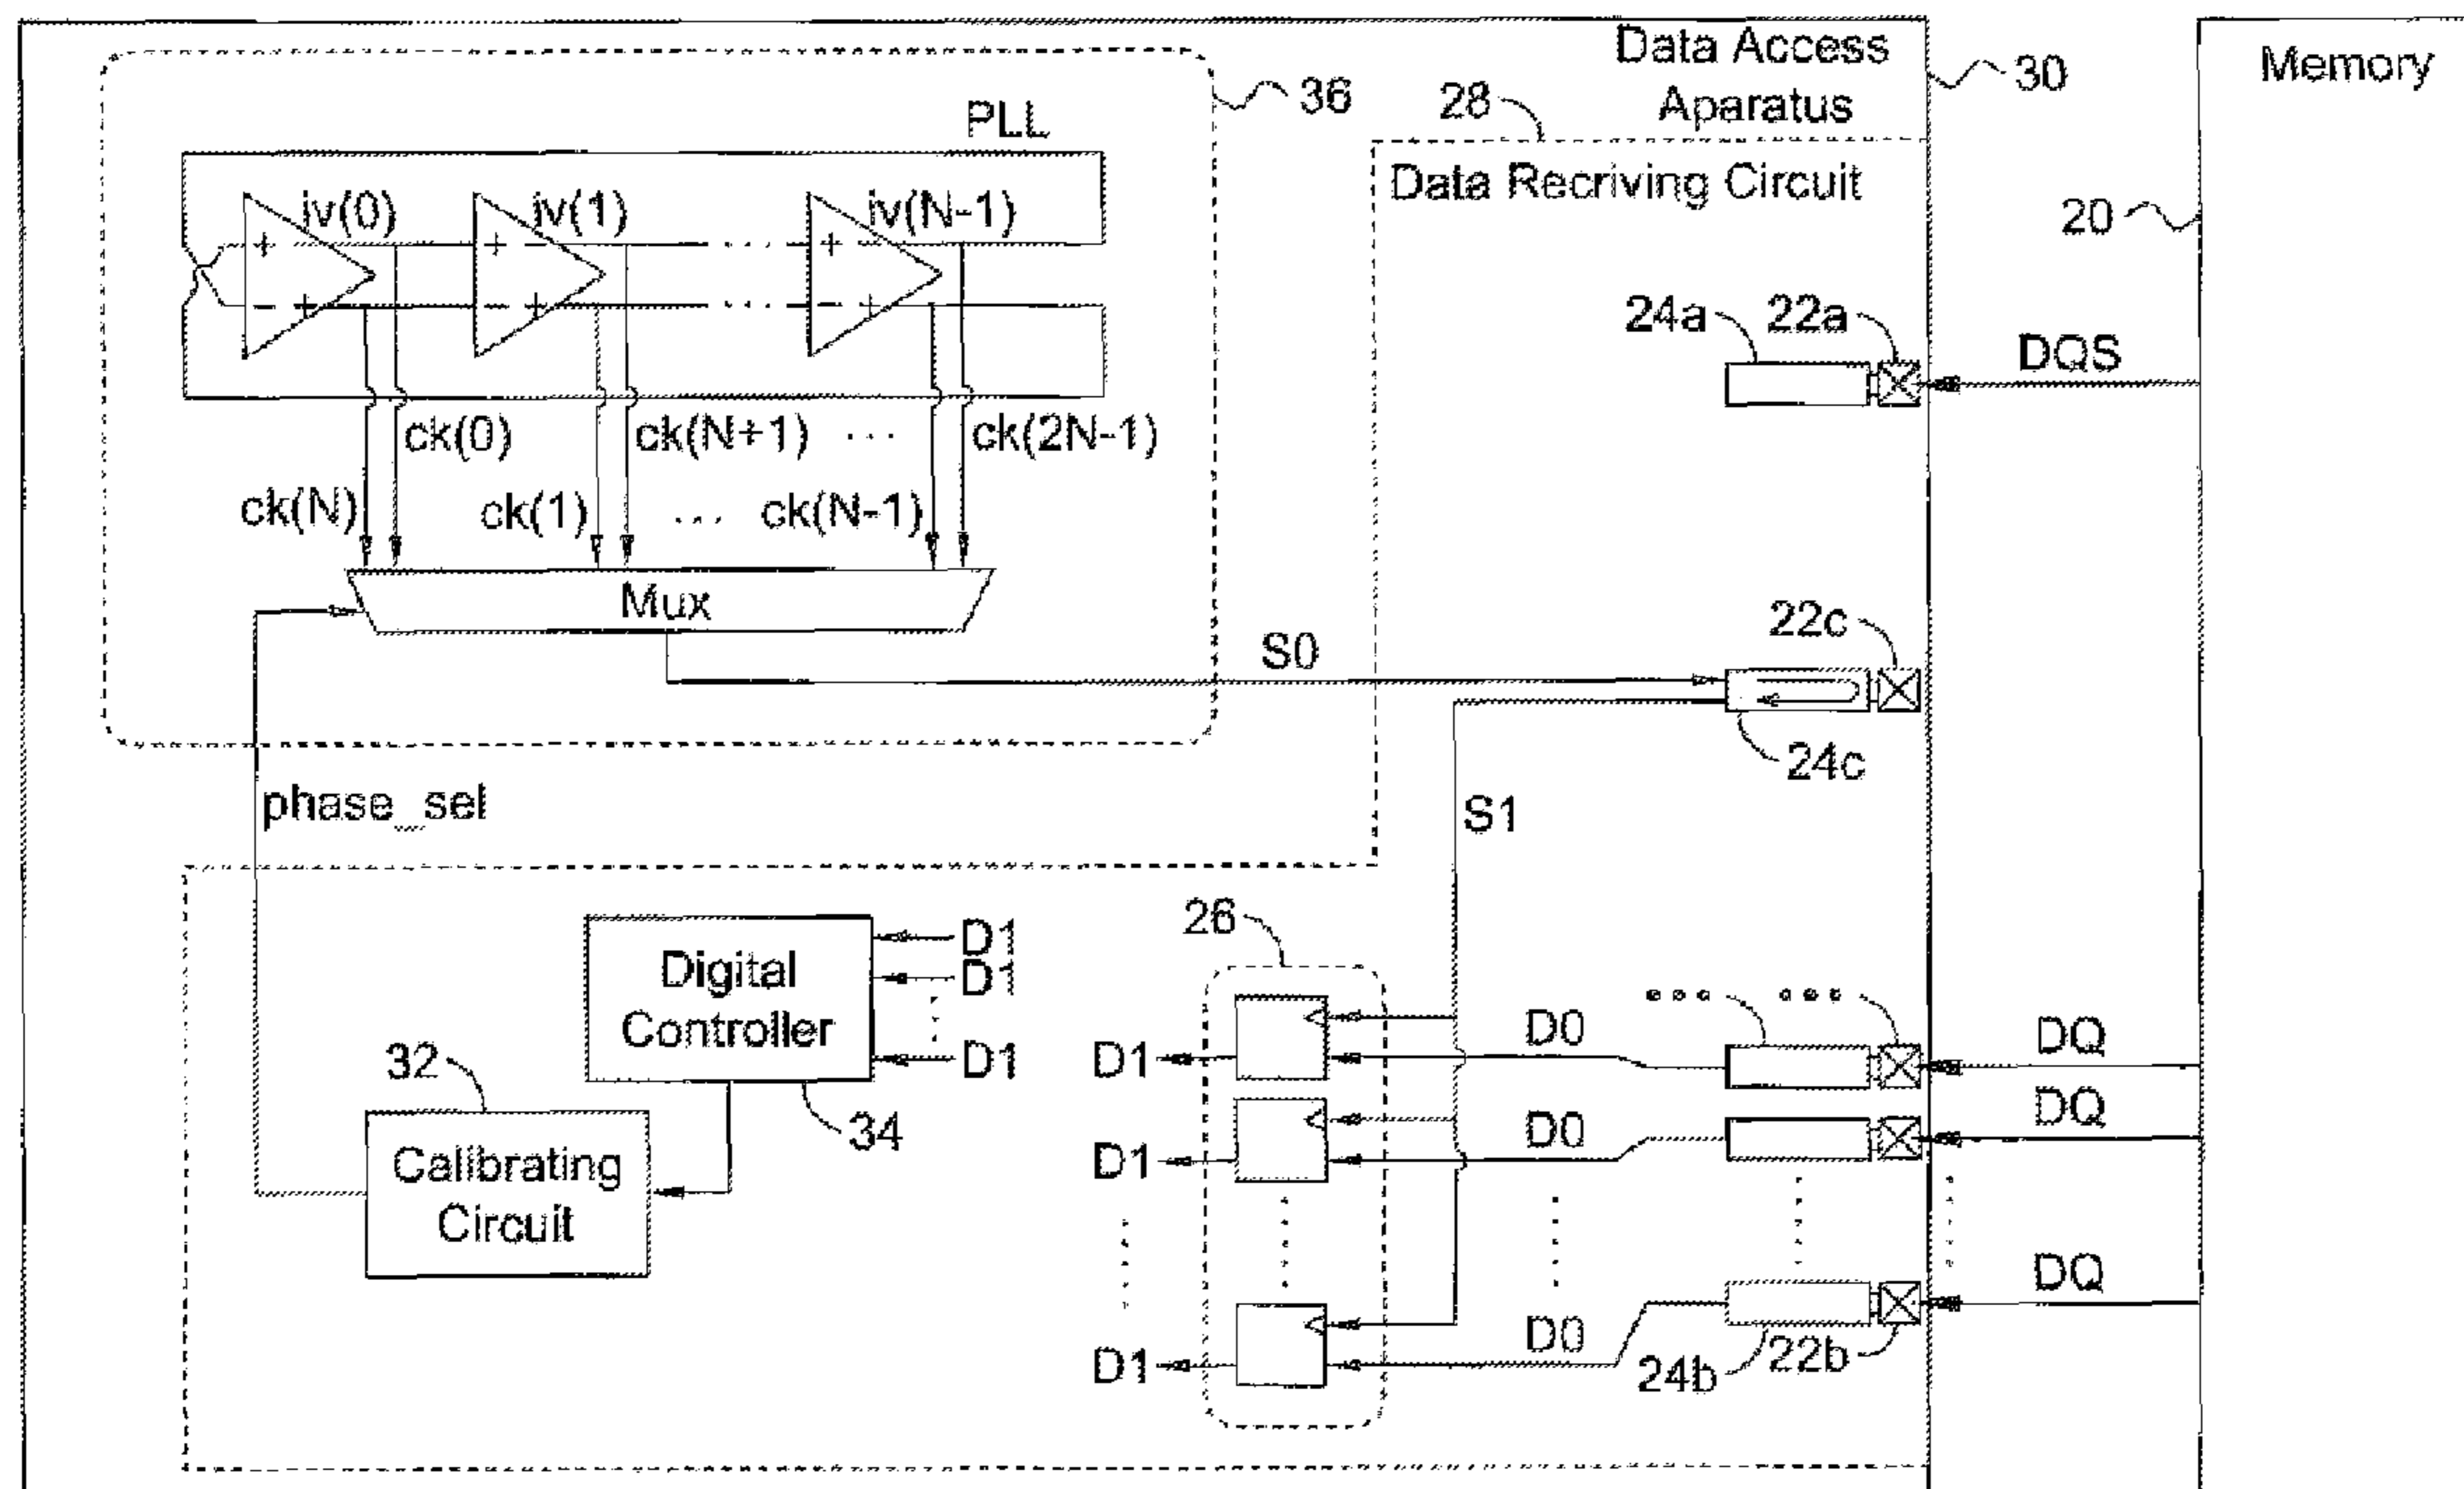 Data Access
Aparatus
30
Memory
36
28
PLL
Data Recriving Circuit
iv(0)
iv(1)
iv(N-1)
20
+
+
...
+
-
+
-
+
...
-
+
24a
22a
DQS
ck(0)
ck(N+1)
...
ck(2N-1)
ck(N)
ck(1)
...
ck(N-1)
Mux
22c
S0
24c
phase_sel
S1
26
D1
Digital
Controller
D1
D1
D0
DQ
32
D1
34
D0
DQ
Calibrating
Circuit
D1
DQ
D0
D1
24b
22b